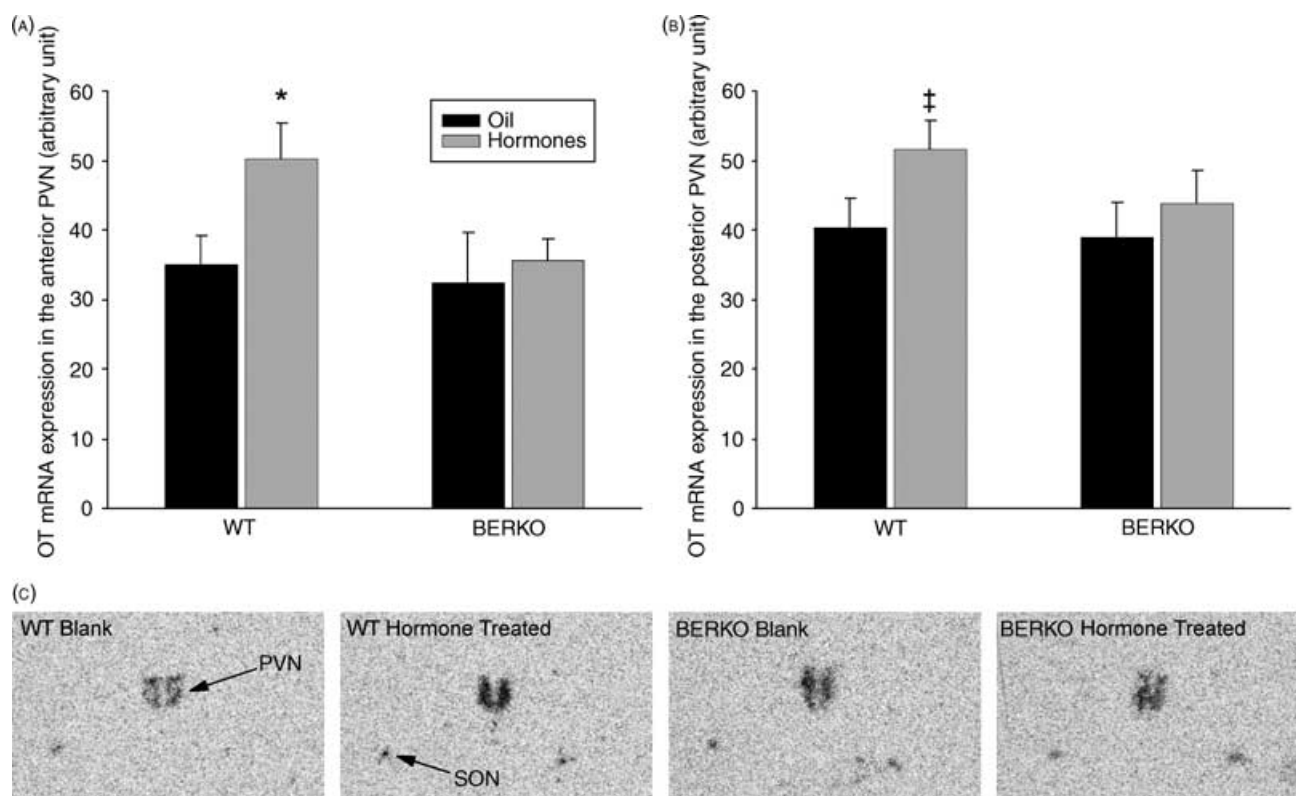 (A)
OT mRNA expression in the anterior PVN (arbitrary unit)
60
50
40
30
20
10
0
*
Oil
Hormones
WT
BERKO
(B)
OT mRNA expression in the posterior PVN (arbitrary unit)
60
50
40
30
20
10
0
‡
WT
BERKO
(C)
WT Blank
PVN
WT Hormone Treated
SON
BERKO Blank
BERKO Hormone Treated